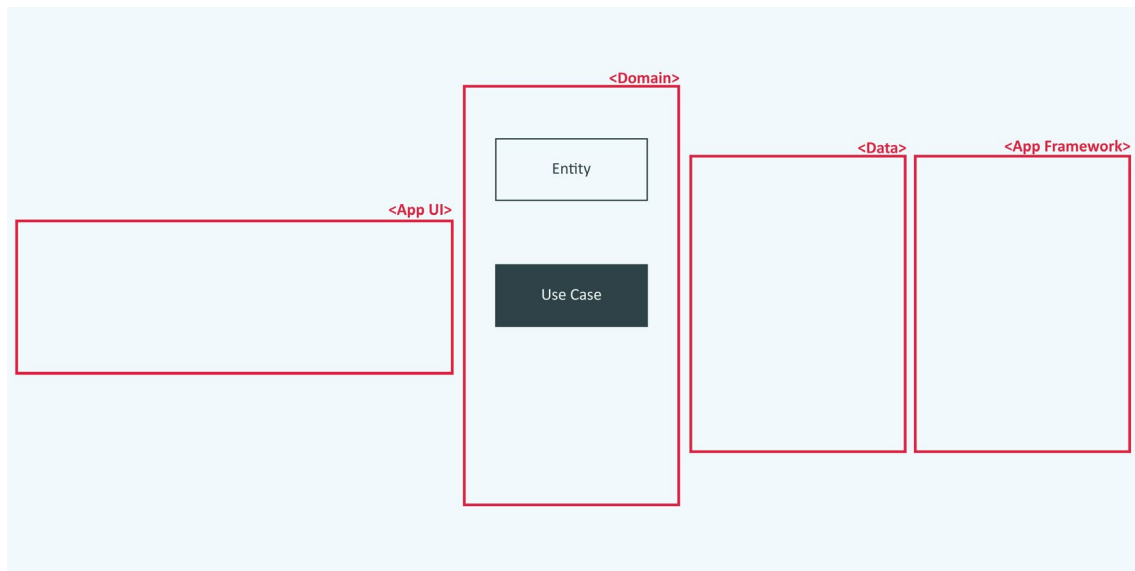 <Domain>
Entity
<Data>
<App Framework>
<App UI>
Use Case